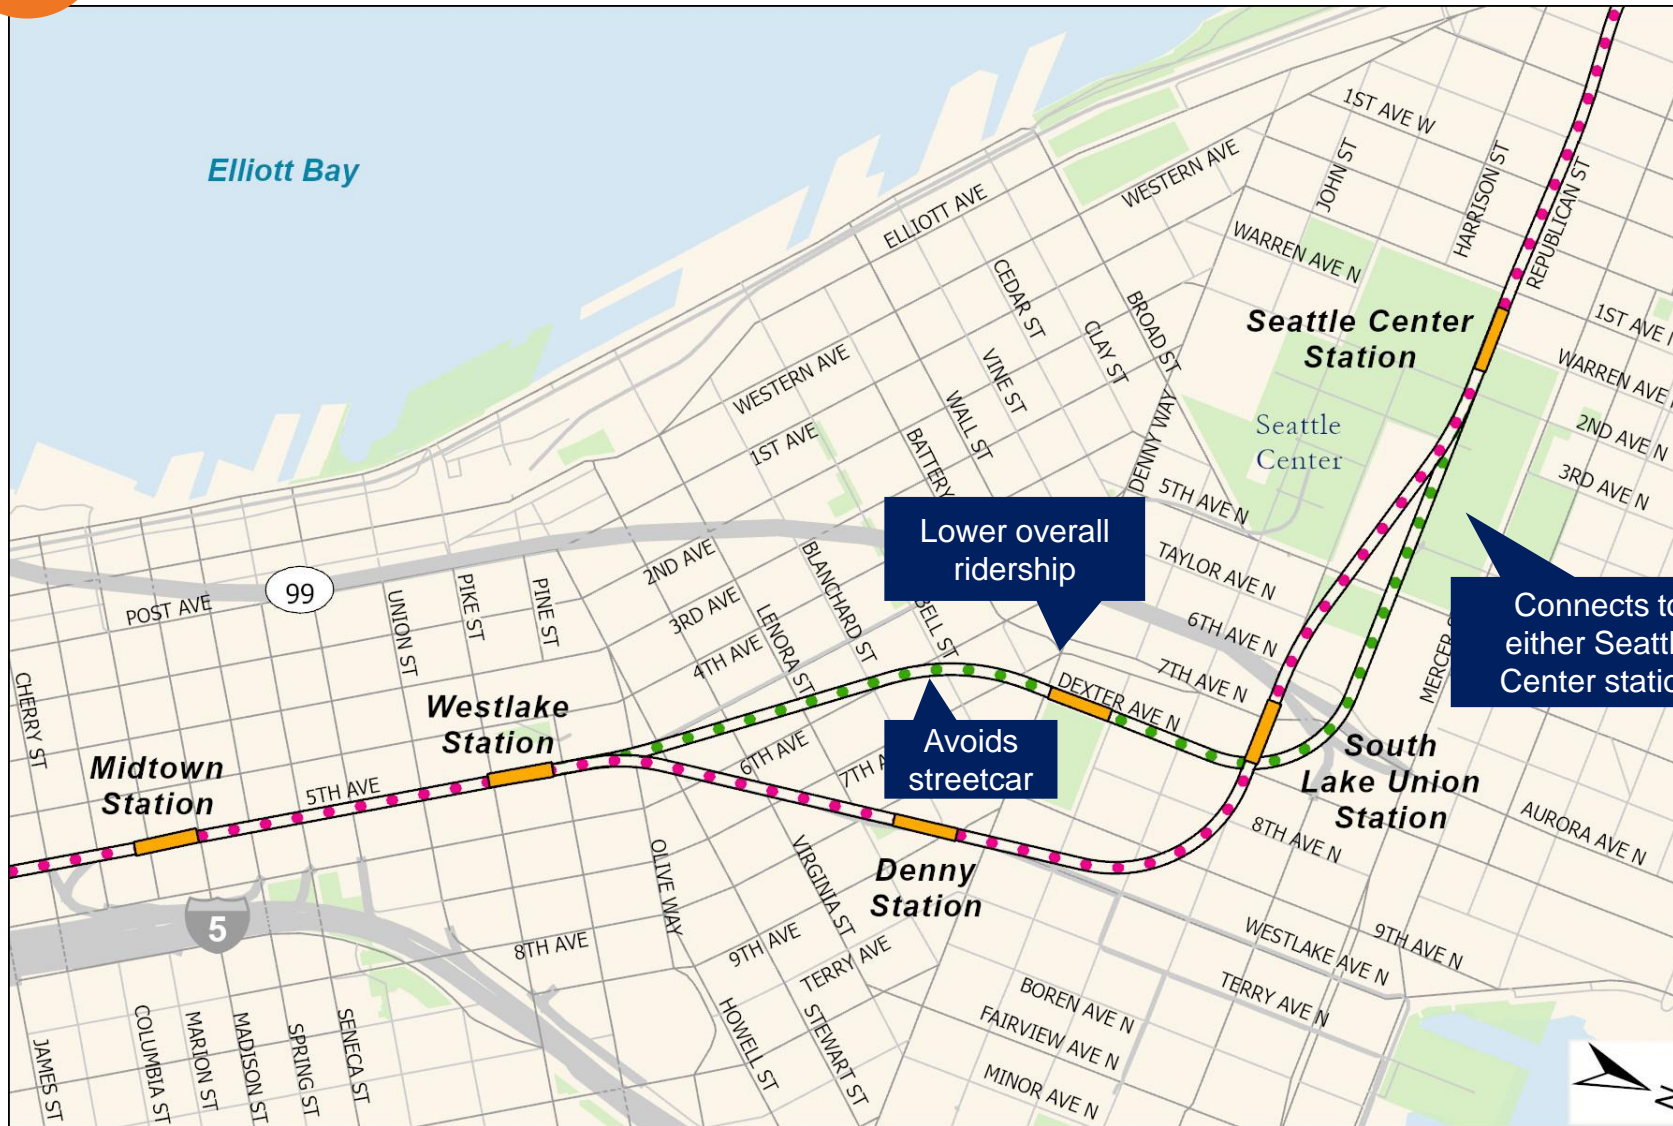 Elliott Bay
1ST AVE W
JOHN ST
HARRISON ST
REPUBLICAN ST
WESTERN AVE
ELLIOTT AVE
WARREN AVE N
CEDAR ST
BROAD ST
CLAY ST
VINE ST
WALL ST
BATTERY
Seattle Center
Station
1ST AVE
WARREN AVE
2ND AVE N
3RD AVE N
Seattle
Center
DENNY WAY
5TH AVE N
TAYLOR AVE N
6TH AVE N
7TH AVE N
DEXTER AVE N
WESTERN AVE
1ST AVE
2ND AVE
3RD AVE
4TH AVE
BLANCHARD ST
LENORA ST
BELL ST
Lower overall
ridership
Connects to
either Seattle
Center station
MERCER
Avoids
streetcar
99
POST AVE
UNION ST
PIKE ST
PINE ST
CHERRY ST
Westlake
Station
Midtown
Station
5TH AVE
6TH AVE
7TH
South
Lake Union
Station
Denny
Station
8TH AVE N
AURORA AVE N
OLIVE WAY
VIRGINIA ST
5
8TH AVE
9TH AVE
TERRY AVE
WESTLAKE AVE N
9TH AVE N
TERRY AVE N
BOREN AVE N
FAIRVIEW AVE N
MINOR AVE N
HOWELL ST
STEWART ST
JAMES ST
COLUMBIA ST
MARION ST
MADISON ST
SPRING ST
SENECA ST
N